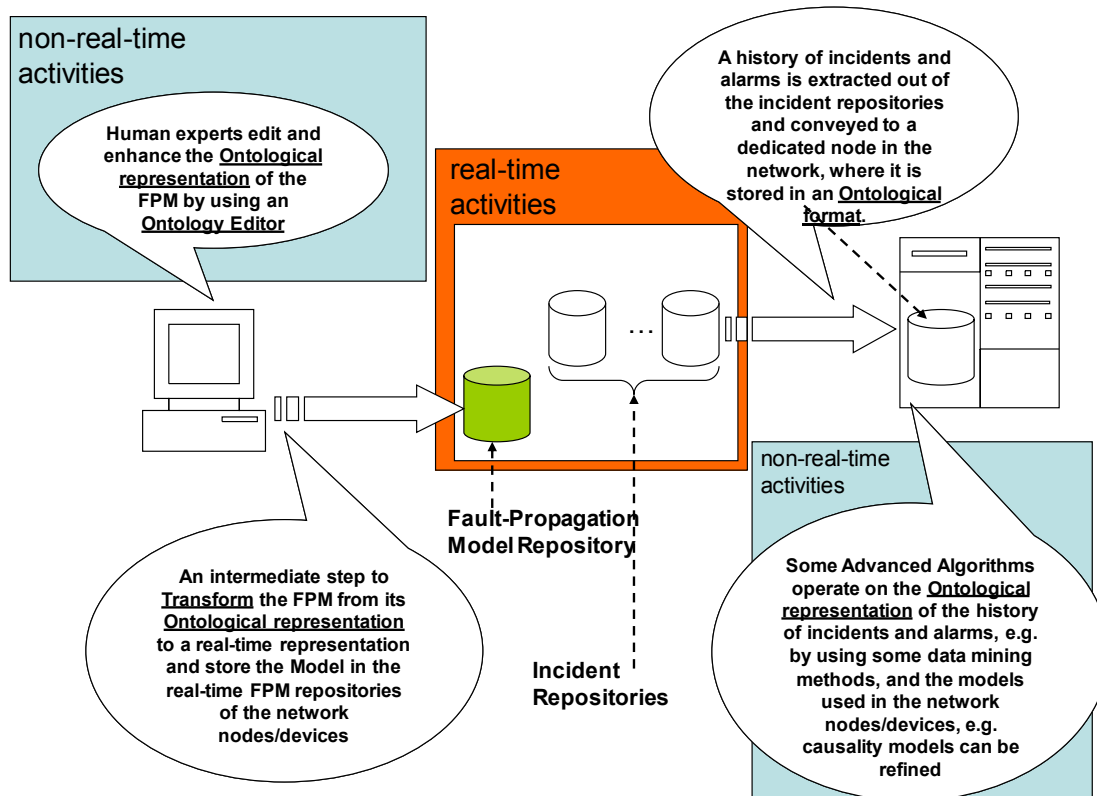 non-real-time
activities
Human experts edit and
enhance the Ontological
representation of the
FPM by using an
Ontology Editor
real-time
activities
A history of incidents and
alarms is extracted out of
the incident repositories
and conveyed to a
dedicated node in the
network, where it is
stored in an Ontological
format.
...
Fault-Propagation
Model Repository
Incident
Repositories
An intermediate step to
Transform the FPM from its
Ontological representation
to a real-time representation
and store the Model in the
real-time FPM repositories
of the network
nodes/devices
non-real-time
activities
Some Advanced Algorithms
operate on the Ontological
representation of the history
of incidents and alarms, e.g.
by using some data mining
methods, and the models
used in the network
nodes/devices, e.g.
causality models can be
refined